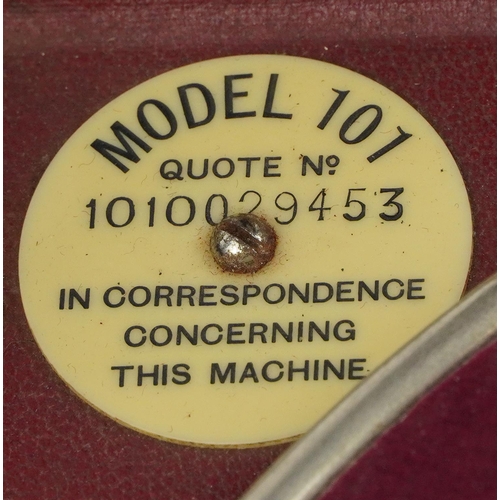 MODEL 101
QUOTE Nº
1010029453
IN CORRESPONDENCE
CONCERNING
THIS MACHINE